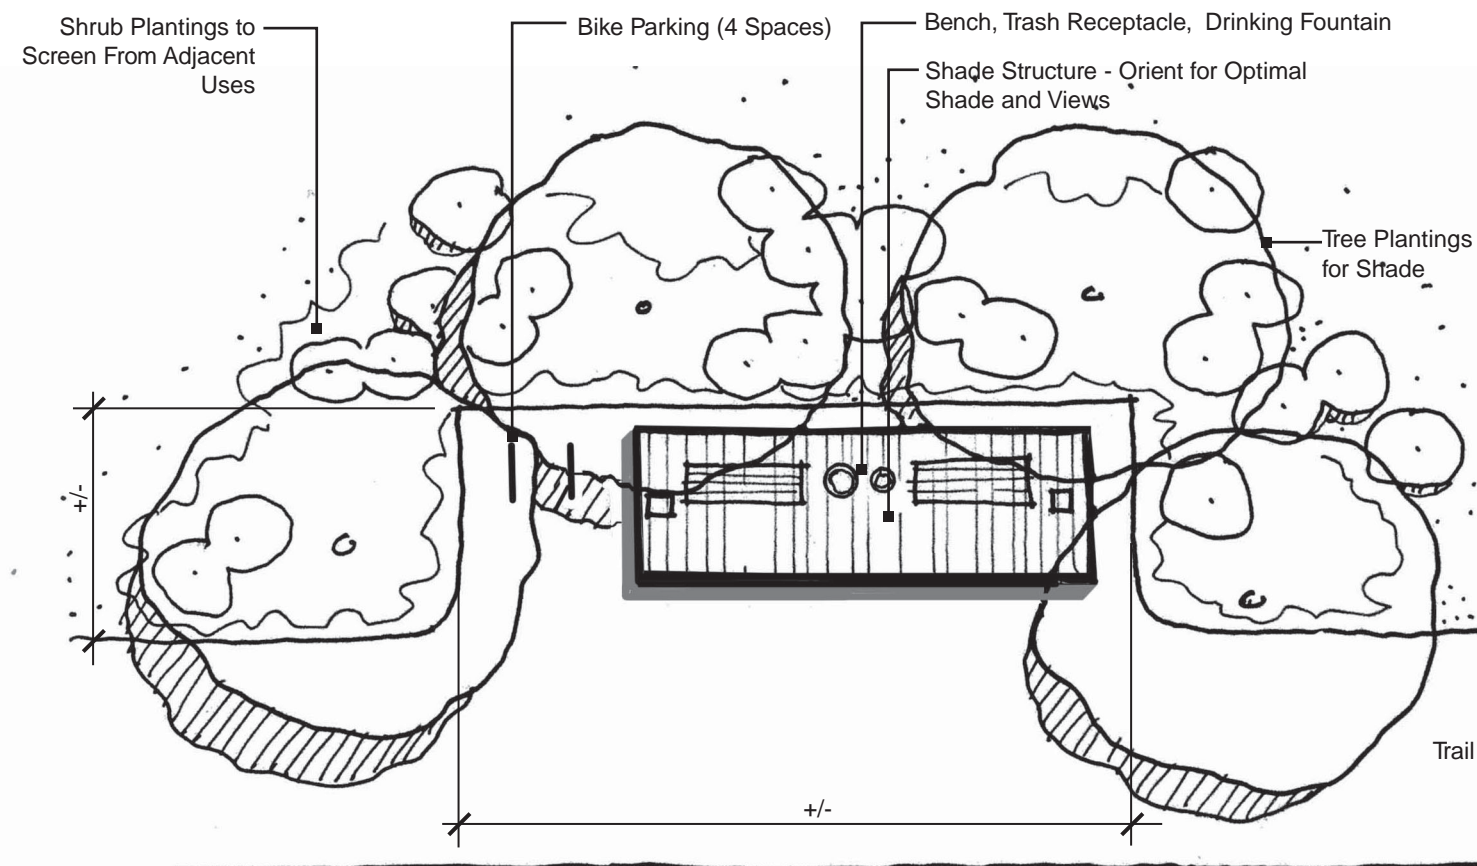 Shrub Plantings to
Screen From Adjacent
Uses
Bike Parking (4 Spaces)
Bench, Trash Receptacle, Drinking Fountain
Shade Structure - Orient for Optimal
Shade and Views
Tree Plantings
for Shade
+/-
Trail
+/-